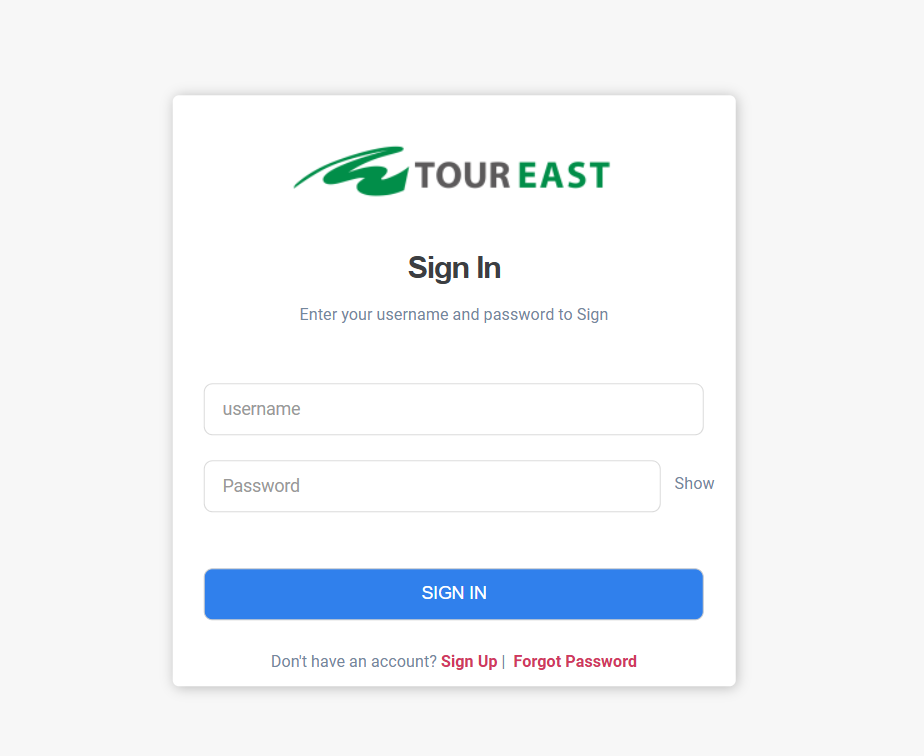 TOUR EAST
Sign In
Enter your username and password to Sign
username
Password
Show
SIGN IN
Don't have an account? Sign Up | Forgot Password